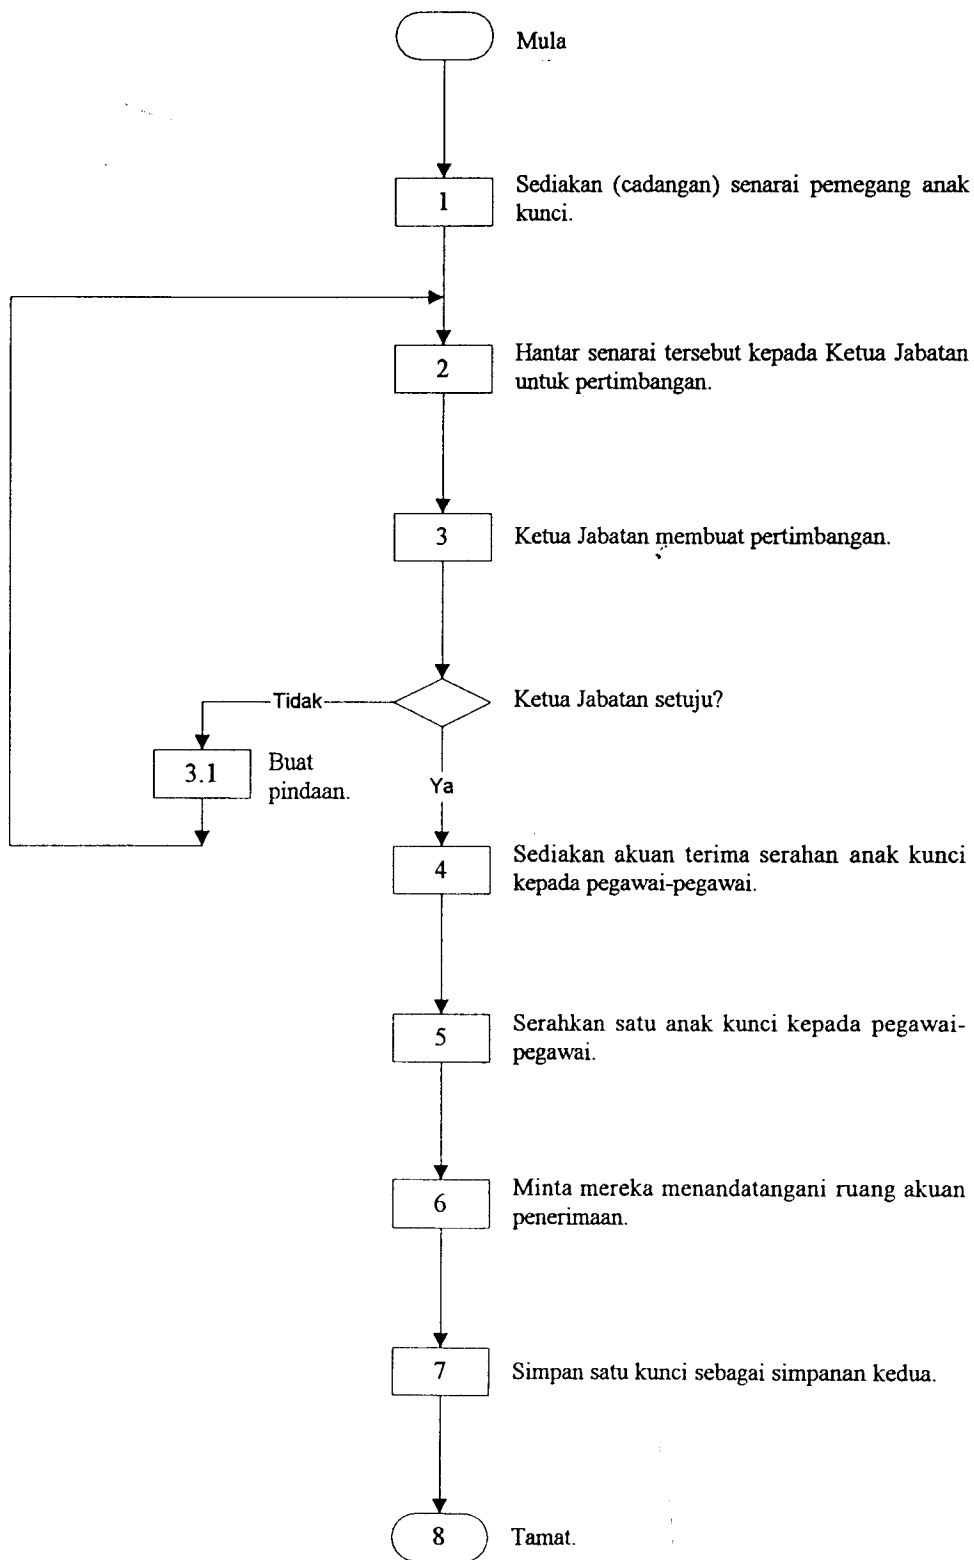 Mula
1
Sediakan (cadangan) senarai pemegang anak
kunci.
2
Hantar senarai tersebut kepada Ketua Jabatan
untuk pertimbangan.
3
Ketua Jabatan membuat pertimbangan.
Tidak
Ketua Jabatan setuju?
3.1
Buat
pindaan.
Ya
4
Sediakan akuan terima serahan anak kunci
kepada pegawai-pegawai.
5
Serahkan satu anak kunci kepada pegawai-
pegawai.
6
Minta mereka menandatangani ruang akuan
penerimaan.
7
Simpan satu kunci sebagai simpanan kedua.
8
Tamat.